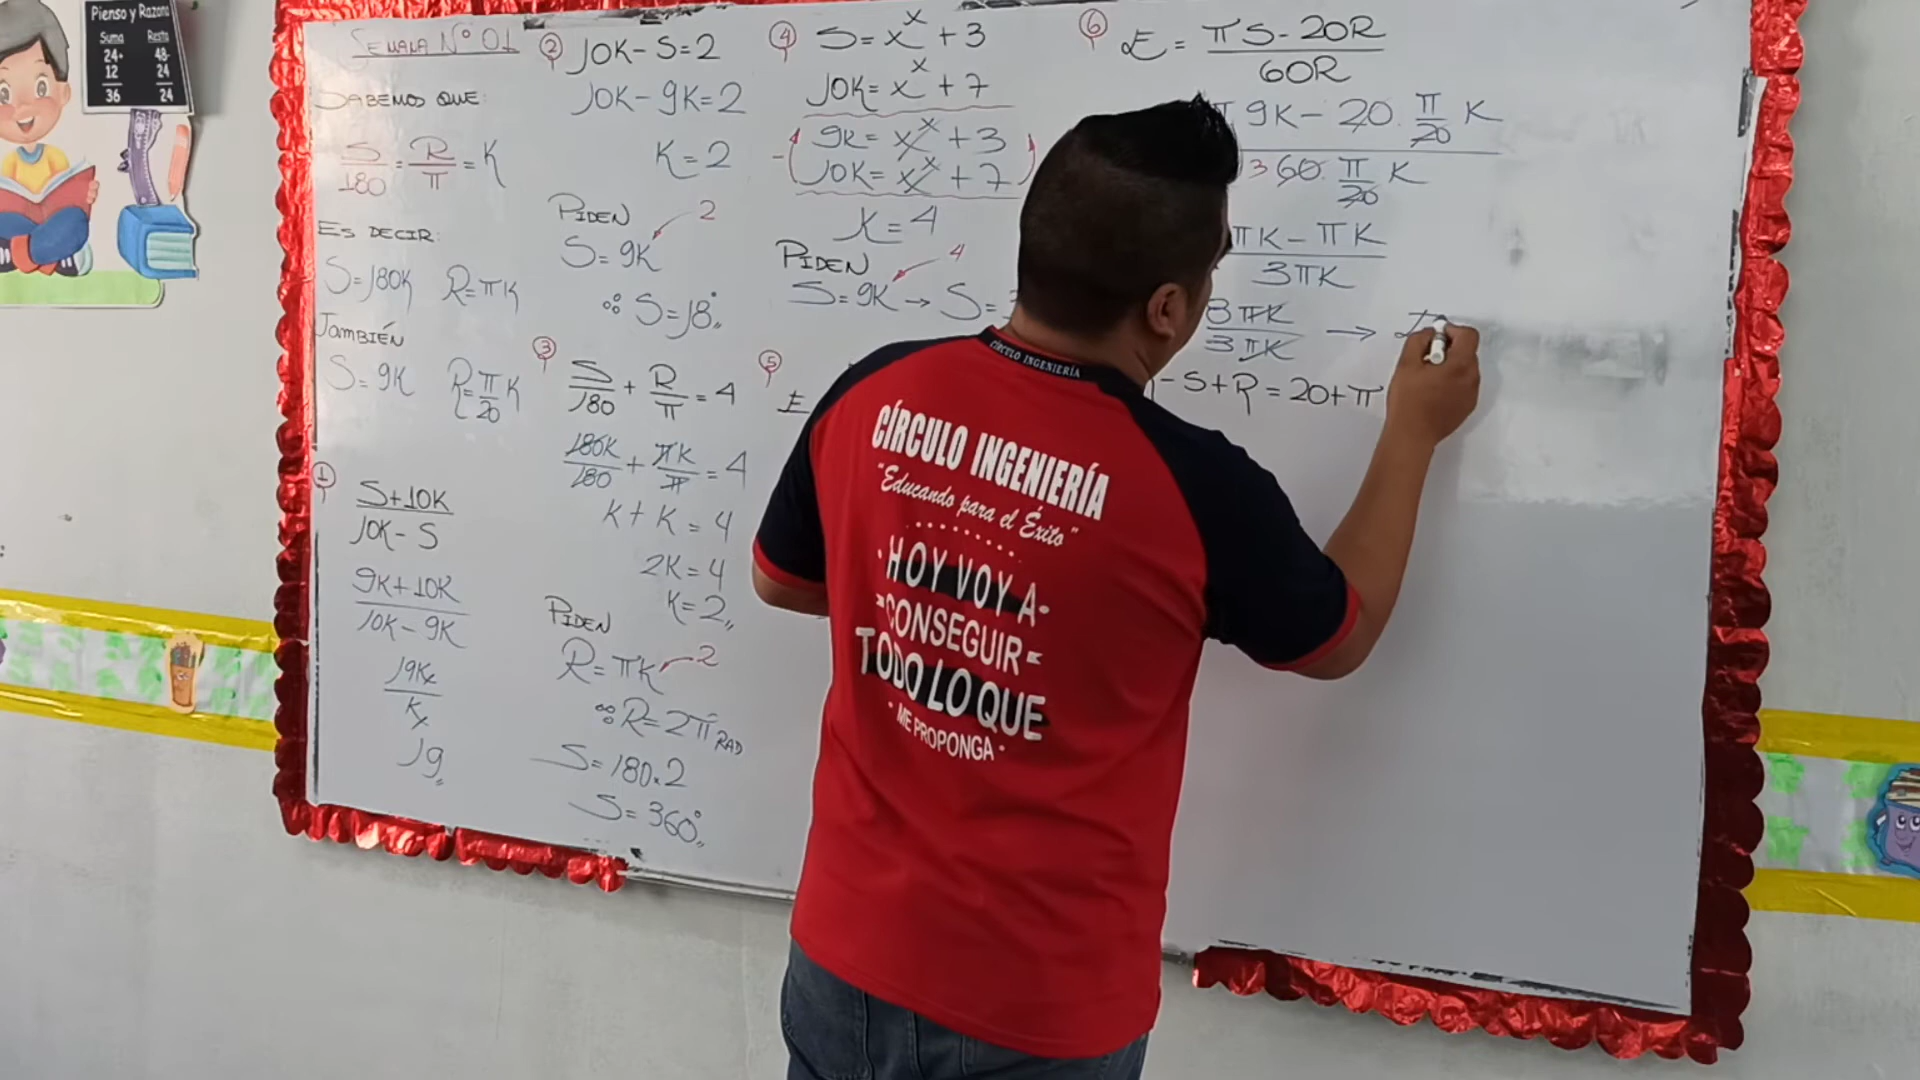 Pienso y Razono
Suma Resta
24+ 48-
12 24
36 24
SEMANA N° 01
SABEMOS QUE:
S/180 = R/π = K
ES DECIR:
S=180K R=πK
También
S=9K R=π/20 K
①
S+10K
10K-S
9K+10K
10K-9K
19K
K
19
② 10K-S=2
10K-9K=2
K=2
PIDEN 2
S=9K
∴ S=18°
③ S/180 + R/π = 4
180K/180 + πK/π = 4
K+K=4
2K=4
K=2
PIDEN
R=πK 2
∴ R=2π RAD
S=180.2
S=360°
④ S=x^x+3
10K=x^x+7
9K=x^x+3
10K=x^x+7
K=4
PIDEN 4
S=9K → S=
⑤ E
⑥ E = πS-20R
60R
π 9K-20. π/20 K
3 60. π/20 K
πK-πK
3πK
8πK
3πK →
-S+R=20+π
CÍRCULO INGENIERÍA
CÍRCULO INGENIERÍA
"Educando para el Éxito"
HOY VOY A
CONSEGUIR
TODO LO QUE
ME PROPONGA